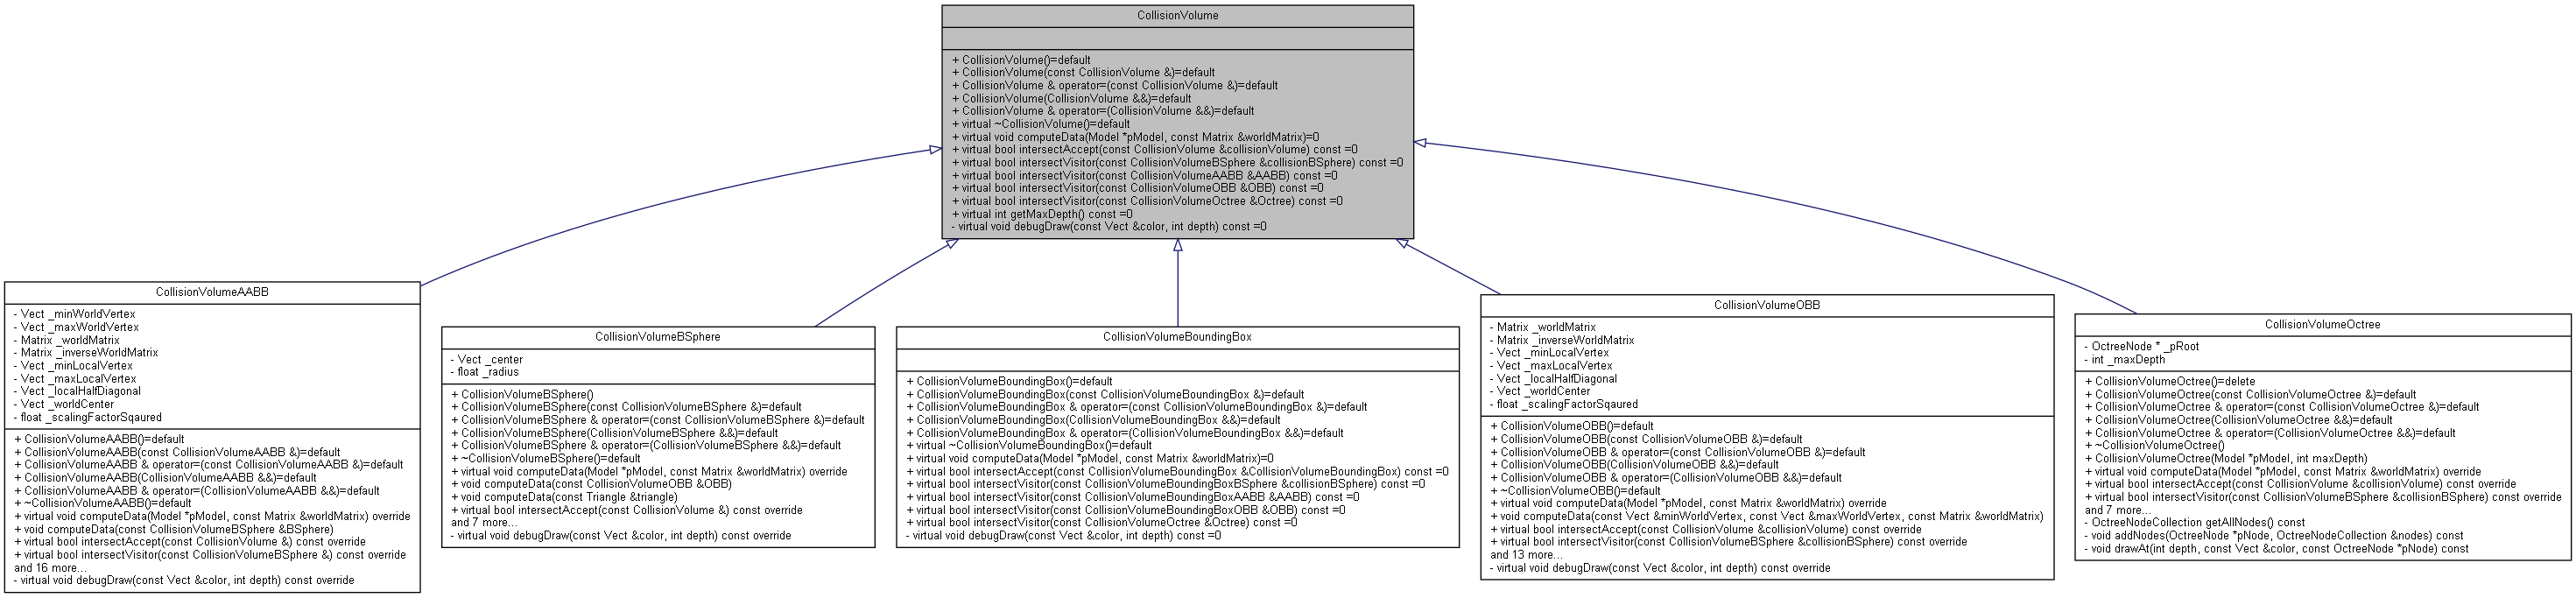 CollisionVolume
+ CollisionVolume()=default
+ CollisionVolume(const CollisionVolume &)=default
+ CollisionVolume & operator=(const CollisionVolume &)=default
+ CollisionVolume(CollisionVolume &&)=default
+ CollisionVolume & operator=(CollisionVolume &&)=default
+ virtual ~CollisionVolume()=default
+ virtual void computeData(Model *pModel, const Matrix &worldMatrix)=0
+ virtual bool intersectAccept(const CollisionVolume &collisionVolume) const =0
+ virtual bool intersectVisitor(const CollisionVolumeBSphere &collisionBSphere) const =0
+ virtual bool intersectVisitor(const CollisionVolumeAABB &AABB) const =0
+ virtual bool intersectVisitor(const CollisionVolumeOBB &OBB) const =0
+ virtual bool intersectVisitor(const CollisionVolumeOctree &Octree) const =0
+ virtual int getMaxDepth() const =0
- virtual void debugDraw(const Vect &color, int depth) const =0
CollisionVolumeAABB
- Vect _minWorldVertex
- Vect _maxWorldVertex
- Matrix _worldMatrix
- Matrix _inverseWorldMatrix
- Vect _minLocalVertex
- Vect _maxLocalVertex
- Vect _localHalfDiagonal
- Vect _worldCenter
- float _scalingFactorSqaured
+ CollisionVolumeAABB()=default
+ CollisionVolumeAABB(const CollisionVolumeAABB &)=default
+ CollisionVolumeAABB & operator=(const CollisionVolumeAABB &)=default
+ CollisionVolumeAABB(CollisionVolumeAABB &&)=default
+ CollisionVolumeAABB & operator=(CollisionVolumeAABB &&)=default
+ ~CollisionVolumeAABB()=default
+ virtual void computeData(Model *pModel, const Matrix &worldMatrix) override
+ void computeData(const CollisionVolumeBSphere &BSphere)
+ virtual bool intersectAccept(const CollisionVolume &) const override
+ virtual bool intersectVisitor(const CollisionVolumeBSphere &) const override
and 16 more...
- virtual void debugDraw(const Vect &color, int depth) const override
CollisionVolumeBSphere
- Vect _center
- float _radius
+ CollisionVolumeBSphere()
+ CollisionVolumeBSphere(const CollisionVolumeBSphere &)=default
+ CollisionVolumeBSphere & operator=(const CollisionVolumeBSphere &)=default
+ CollisionVolumeBSphere(CollisionVolumeBSphere &&)=default
+ CollisionVolumeBSphere & operator=(CollisionVolumeBSphere &&)=default
+ ~CollisionVolumeBSphere()=default
+ virtual void computeData(Model *pModel, const Matrix &worldMatrix) override
+ void computeData(const CollisionVolumeOBB &OBB)
+ void computeData(const Triangle &triangle)
+ virtual bool intersectAccept(const CollisionVolume &) const override
and 7 more...
- virtual void debugDraw(const Vect &color, int depth) const override
CollisionVolumeBoundingBox
+ CollisionVolumeBoundingBox()=default
+ CollisionVolumeBoundingBox(const CollisionVolumeBoundingBox &)=default
+ CollisionVolumeBoundingBox & operator=(const CollisionVolumeBoundingBox &)=default
+ CollisionVolumeBoundingBox(CollisionVolumeBoundingBox &&)=default
+ CollisionVolumeBoundingBox & operator=(CollisionVolumeBoundingBox &&)=default
+ virtual ~CollisionVolumeBoundingBox()=default
+ virtual void computeData(Model *pModel, const Matrix &worldMatrix)=0
+ virtual bool intersectAccept(const CollisionVolumeBoundingBox &CollisionVolumeBoundingBox) const =0
+ virtual bool intersectVisitor(const CollisionVolumeBoundingBoxBSphere &collisionBSphere) const =0
+ virtual bool intersectVisitor(const CollisionVolumeBoundingBoxAABB &AABB) const =0
+ virtual bool intersectVisitor(const CollisionVolumeBoundingBoxOBB &OBB) const =0
+ virtual bool intersectVisitor(const CollisionVolumeOctree &Octree) const =0
- virtual void debugDraw(const Vect &color, int depth) const =0
CollisionVolumeOBB
- Matrix _worldMatrix
- Matrix _inverseWorldMatrix
- Vect _minLocalVertex
- Vect _maxLocalVertex
- Vect _localHalfDiagonal
- Vect _worldCenter
- float _scalingFactorSqaured
+ CollisionVolumeOBB()=default
+ CollisionVolumeOBB(const CollisionVolumeOBB &)=default
+ CollisionVolumeOBB & operator=(const CollisionVolumeOBB &)=default
+ CollisionVolumeOBB(CollisionVolumeOBB &&)=default
+ CollisionVolumeOBB & operator=(CollisionVolumeOBB &&)=default
+ ~CollisionVolumeOBB()=default
+ virtual void computeData(Model *pModel, const Matrix &worldMatrix) override
+ void computeData(const Vect &minWorldVertex, const Vect &maxWorldVertex, const Matrix &worldMatrix)
+ virtual bool intersectAccept(const CollisionVolume &collisionVolume) const override
+ virtual bool intersectVisitor(const CollisionVolumeBSphere &collisionBSphere) const override
and 13 more...
- virtual void debugDraw(const Vect &color, int depth) const override
CollisionVolumeOctree
- OctreeNode * _pRoot
- int _maxDepth
+ CollisionVolumeOctree()=delete
+ CollisionVolumeOctree(const CollisionVolumeOctree &)=default
+ CollisionVolumeOctree & operator=(const CollisionVolumeOctree &)=default
+ CollisionVolumeOctree(CollisionVolumeOctree &&)=default
+ CollisionVolumeOctree & operator=(CollisionVolumeOctree &&)=default
+ ~CollisionVolumeOctree()
+ CollisionVolumeOctree(Model *pModel, int maxDepth)
+ virtual void computeData(Model *pModel, const Matrix &worldMatrix) override
+ virtual bool intersectAccept(const CollisionVolume &collisionVolume) const override
+ virtual bool intersectVisitor(const CollisionVolumeBSphere &collisionBSphere) const override
and 7 more...
- OctreeNodeCollection getAllNodes() const
- void addNodes(OctreeNode *pNode, OctreeNodeCollection &nodes) const
- void drawAt(int depth, const Vect &color, const OctreeNode *pNode) const